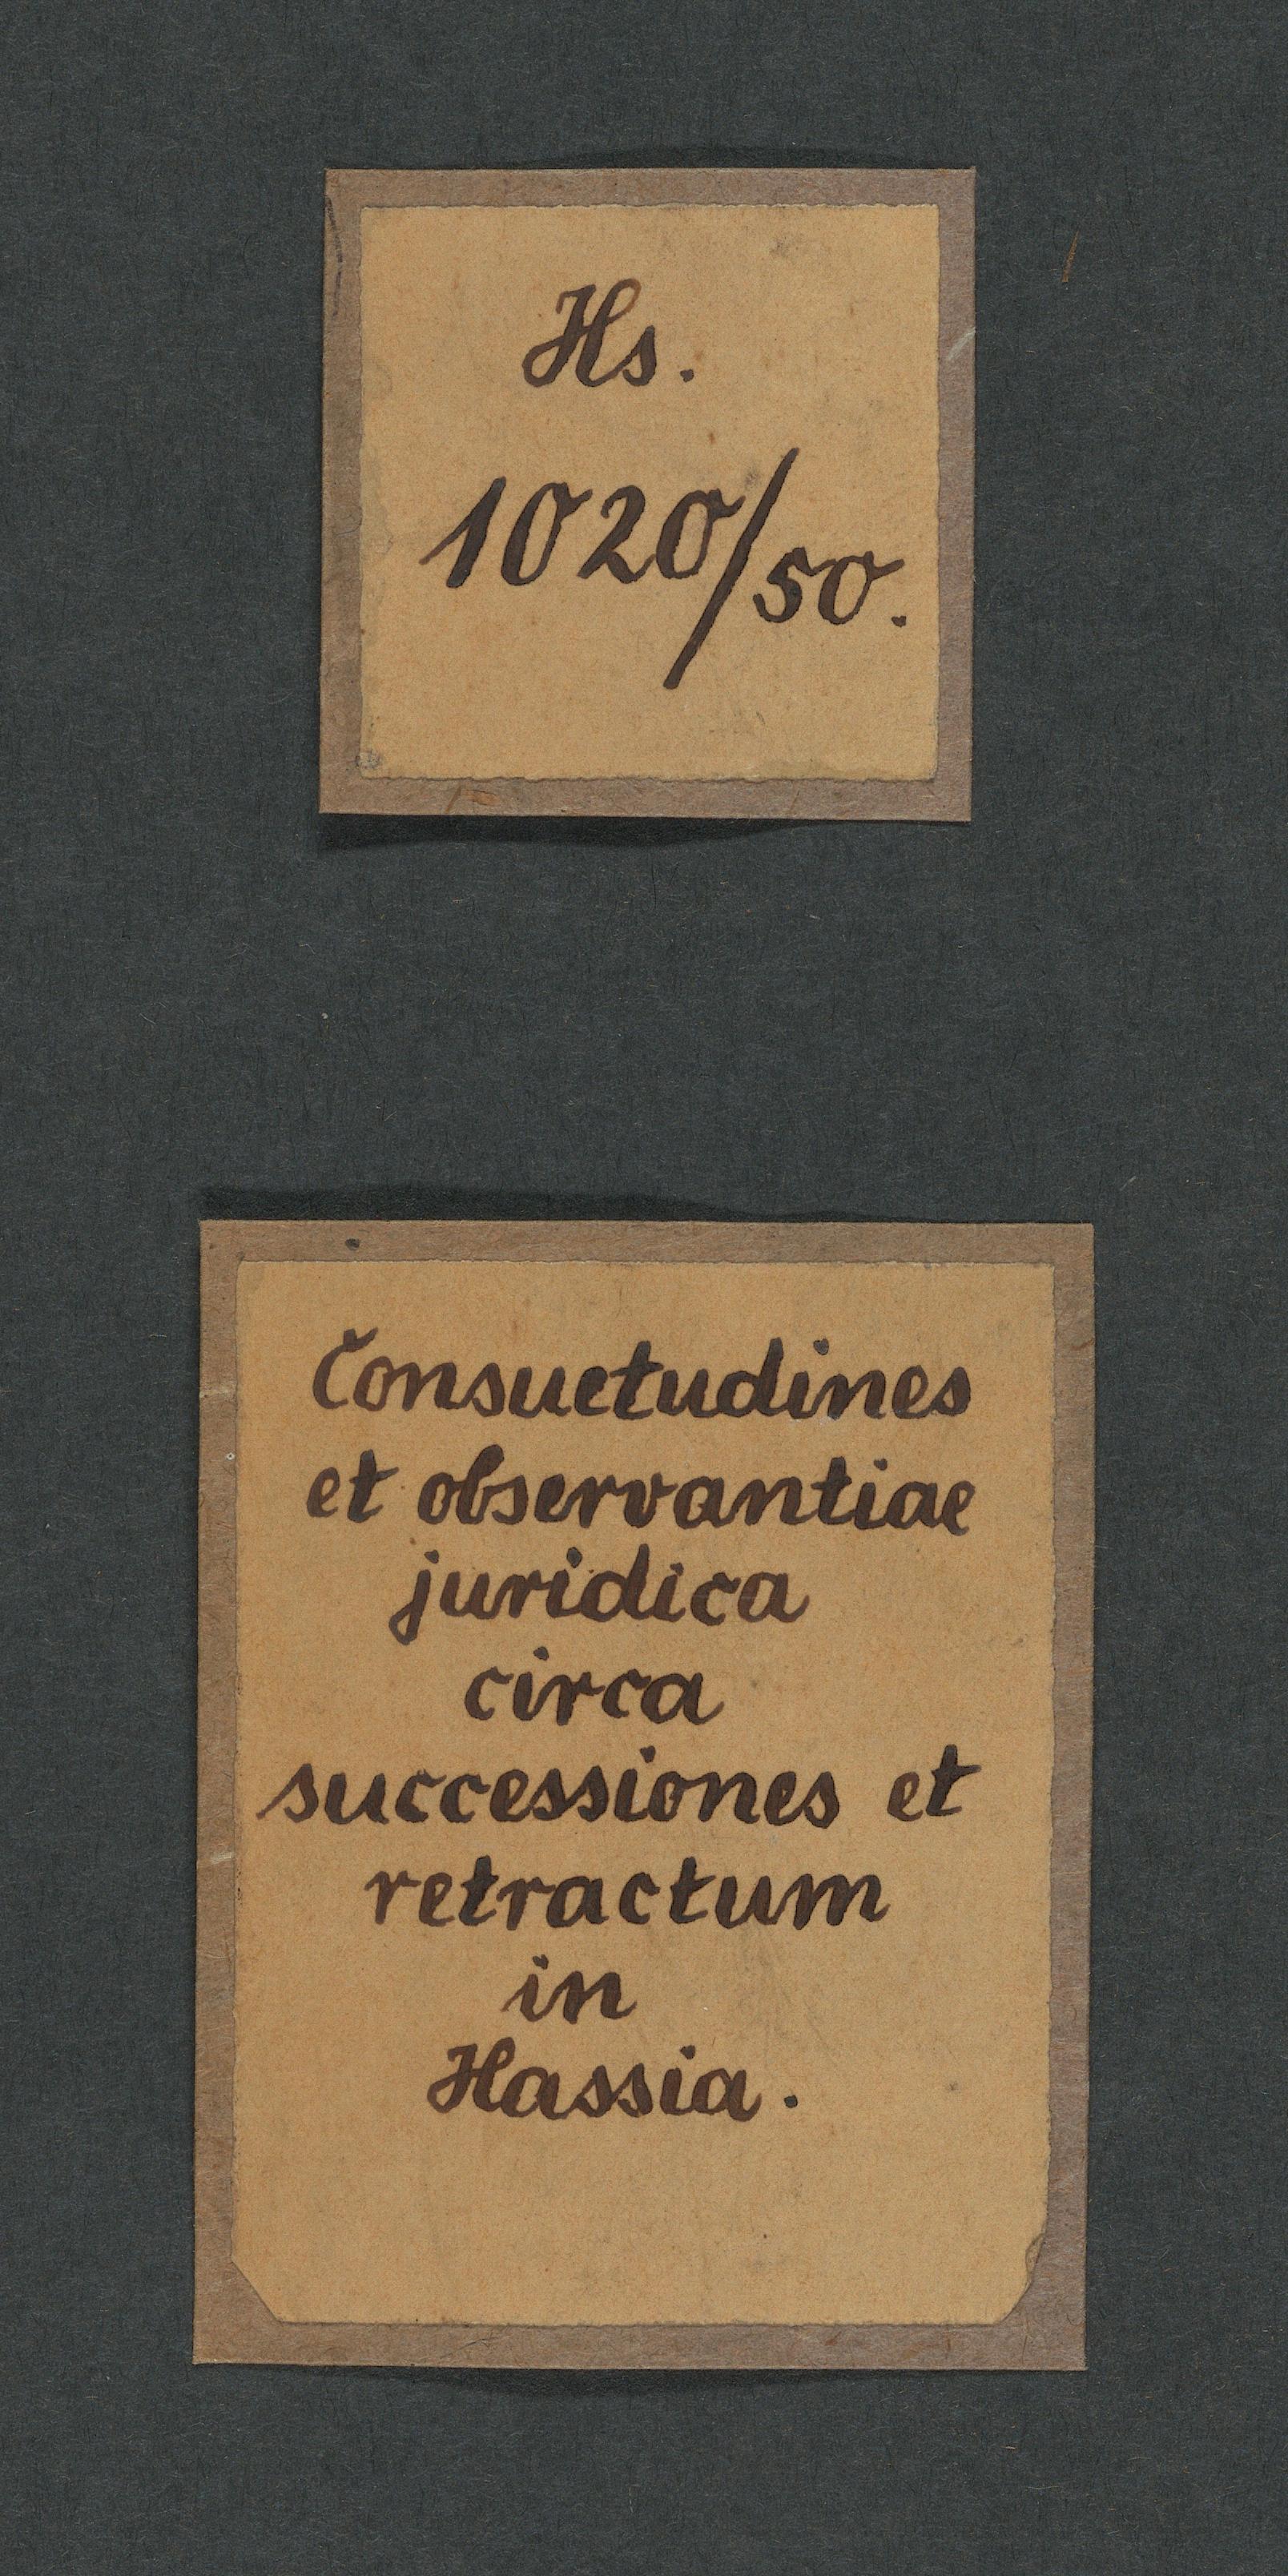 Hs.
1020/50.
Consuetudines
et observantiae
juridica
circa
successiones et
retractum
in
Hassia.